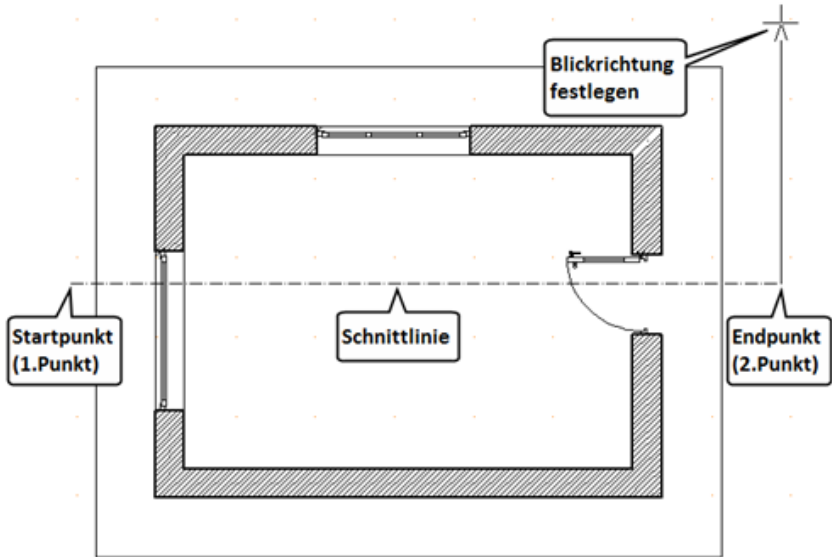 Blickrichtung
festlegen
Startpunkt
(1.Punkt)
Schnittlinie
Endpunkt
(2.Punkt)